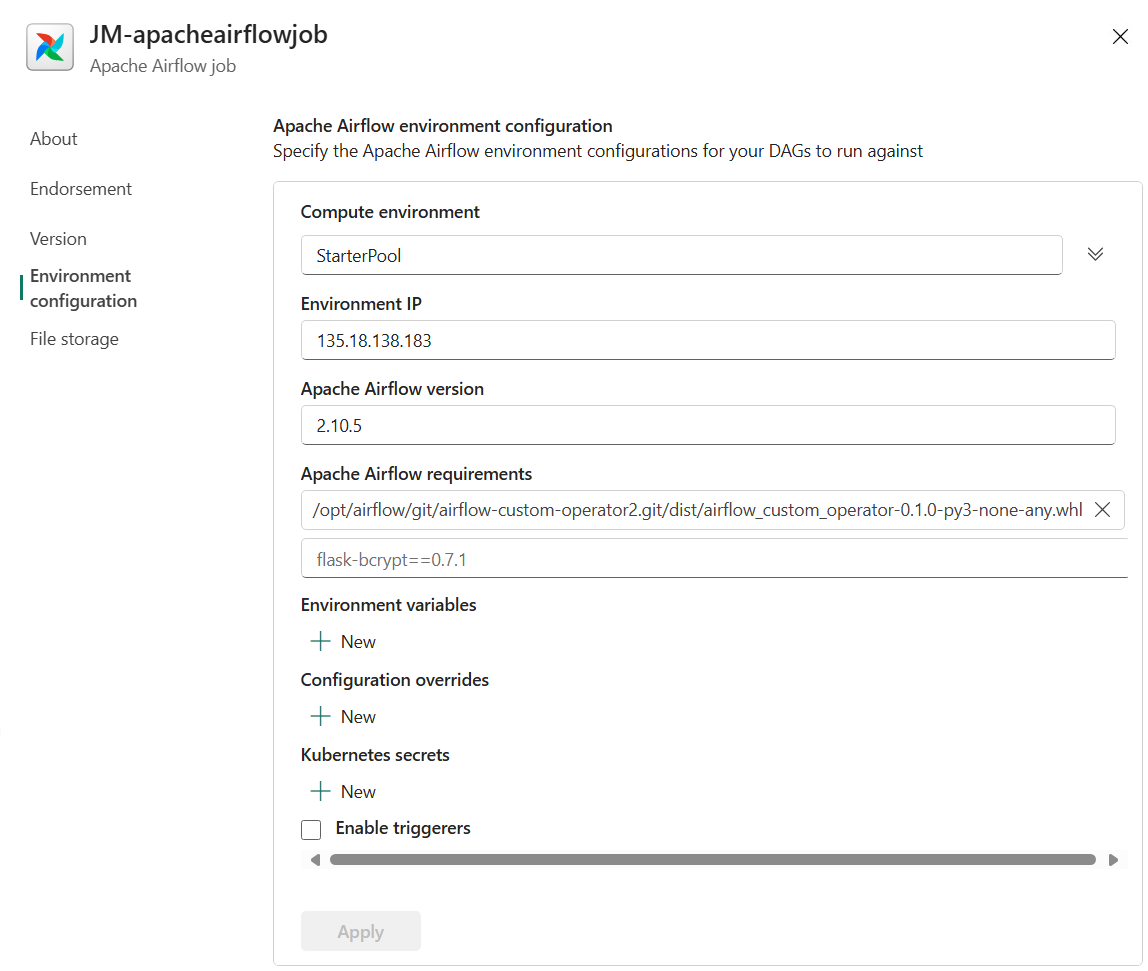 JM-apacheairflowjob
Apache Airflow job
About
Endorsement
Version
Environment
configuration
File storage
Apache Airflow environment configuration
Specify the Apache Airflow environment configurations for your DAGs to run against
Compute environment
StarterPool
Environment IP
135.18.138.183
Apache Airflow version
2.10.5
Apache Airflow requirements
/opt/airflow/git/airflow-custom-operator2.git/dist/airflow_custom_operator-0.1.0-py3-none-any.whl
flask-bcrypt==0.7.1
Environment variables
New
Configuration overrides
New
Kubernetes secrets
New
Enable triggerers
Apply